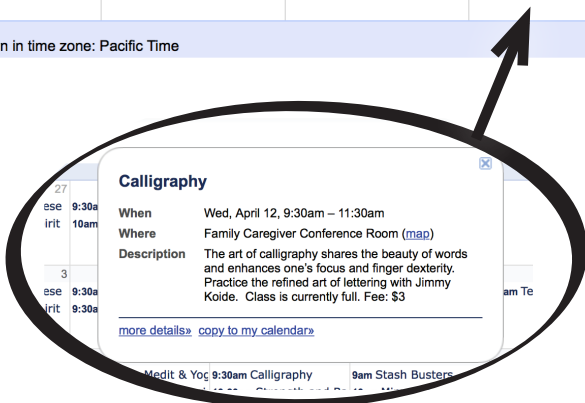 n in time zone: Pacific Time
Calligraphy
When Wed, April 12, 9:30am – 11:30am
Where Family Caregiver Conference Room (map)
Description The art of calligraphy shares the beauty of words
and enhances one's focus and finger dexterity.
Practice the refined art of lettering with Jimmy
Koide. Class is currently full. Fee: $3
more details» copy to my calendar»
27
ese 9:30a
irit 10am
3
ese 9:30a
irit 9:30a
am Te
Medit & Yog 9:30am Calligraphy 9am Stash Busters